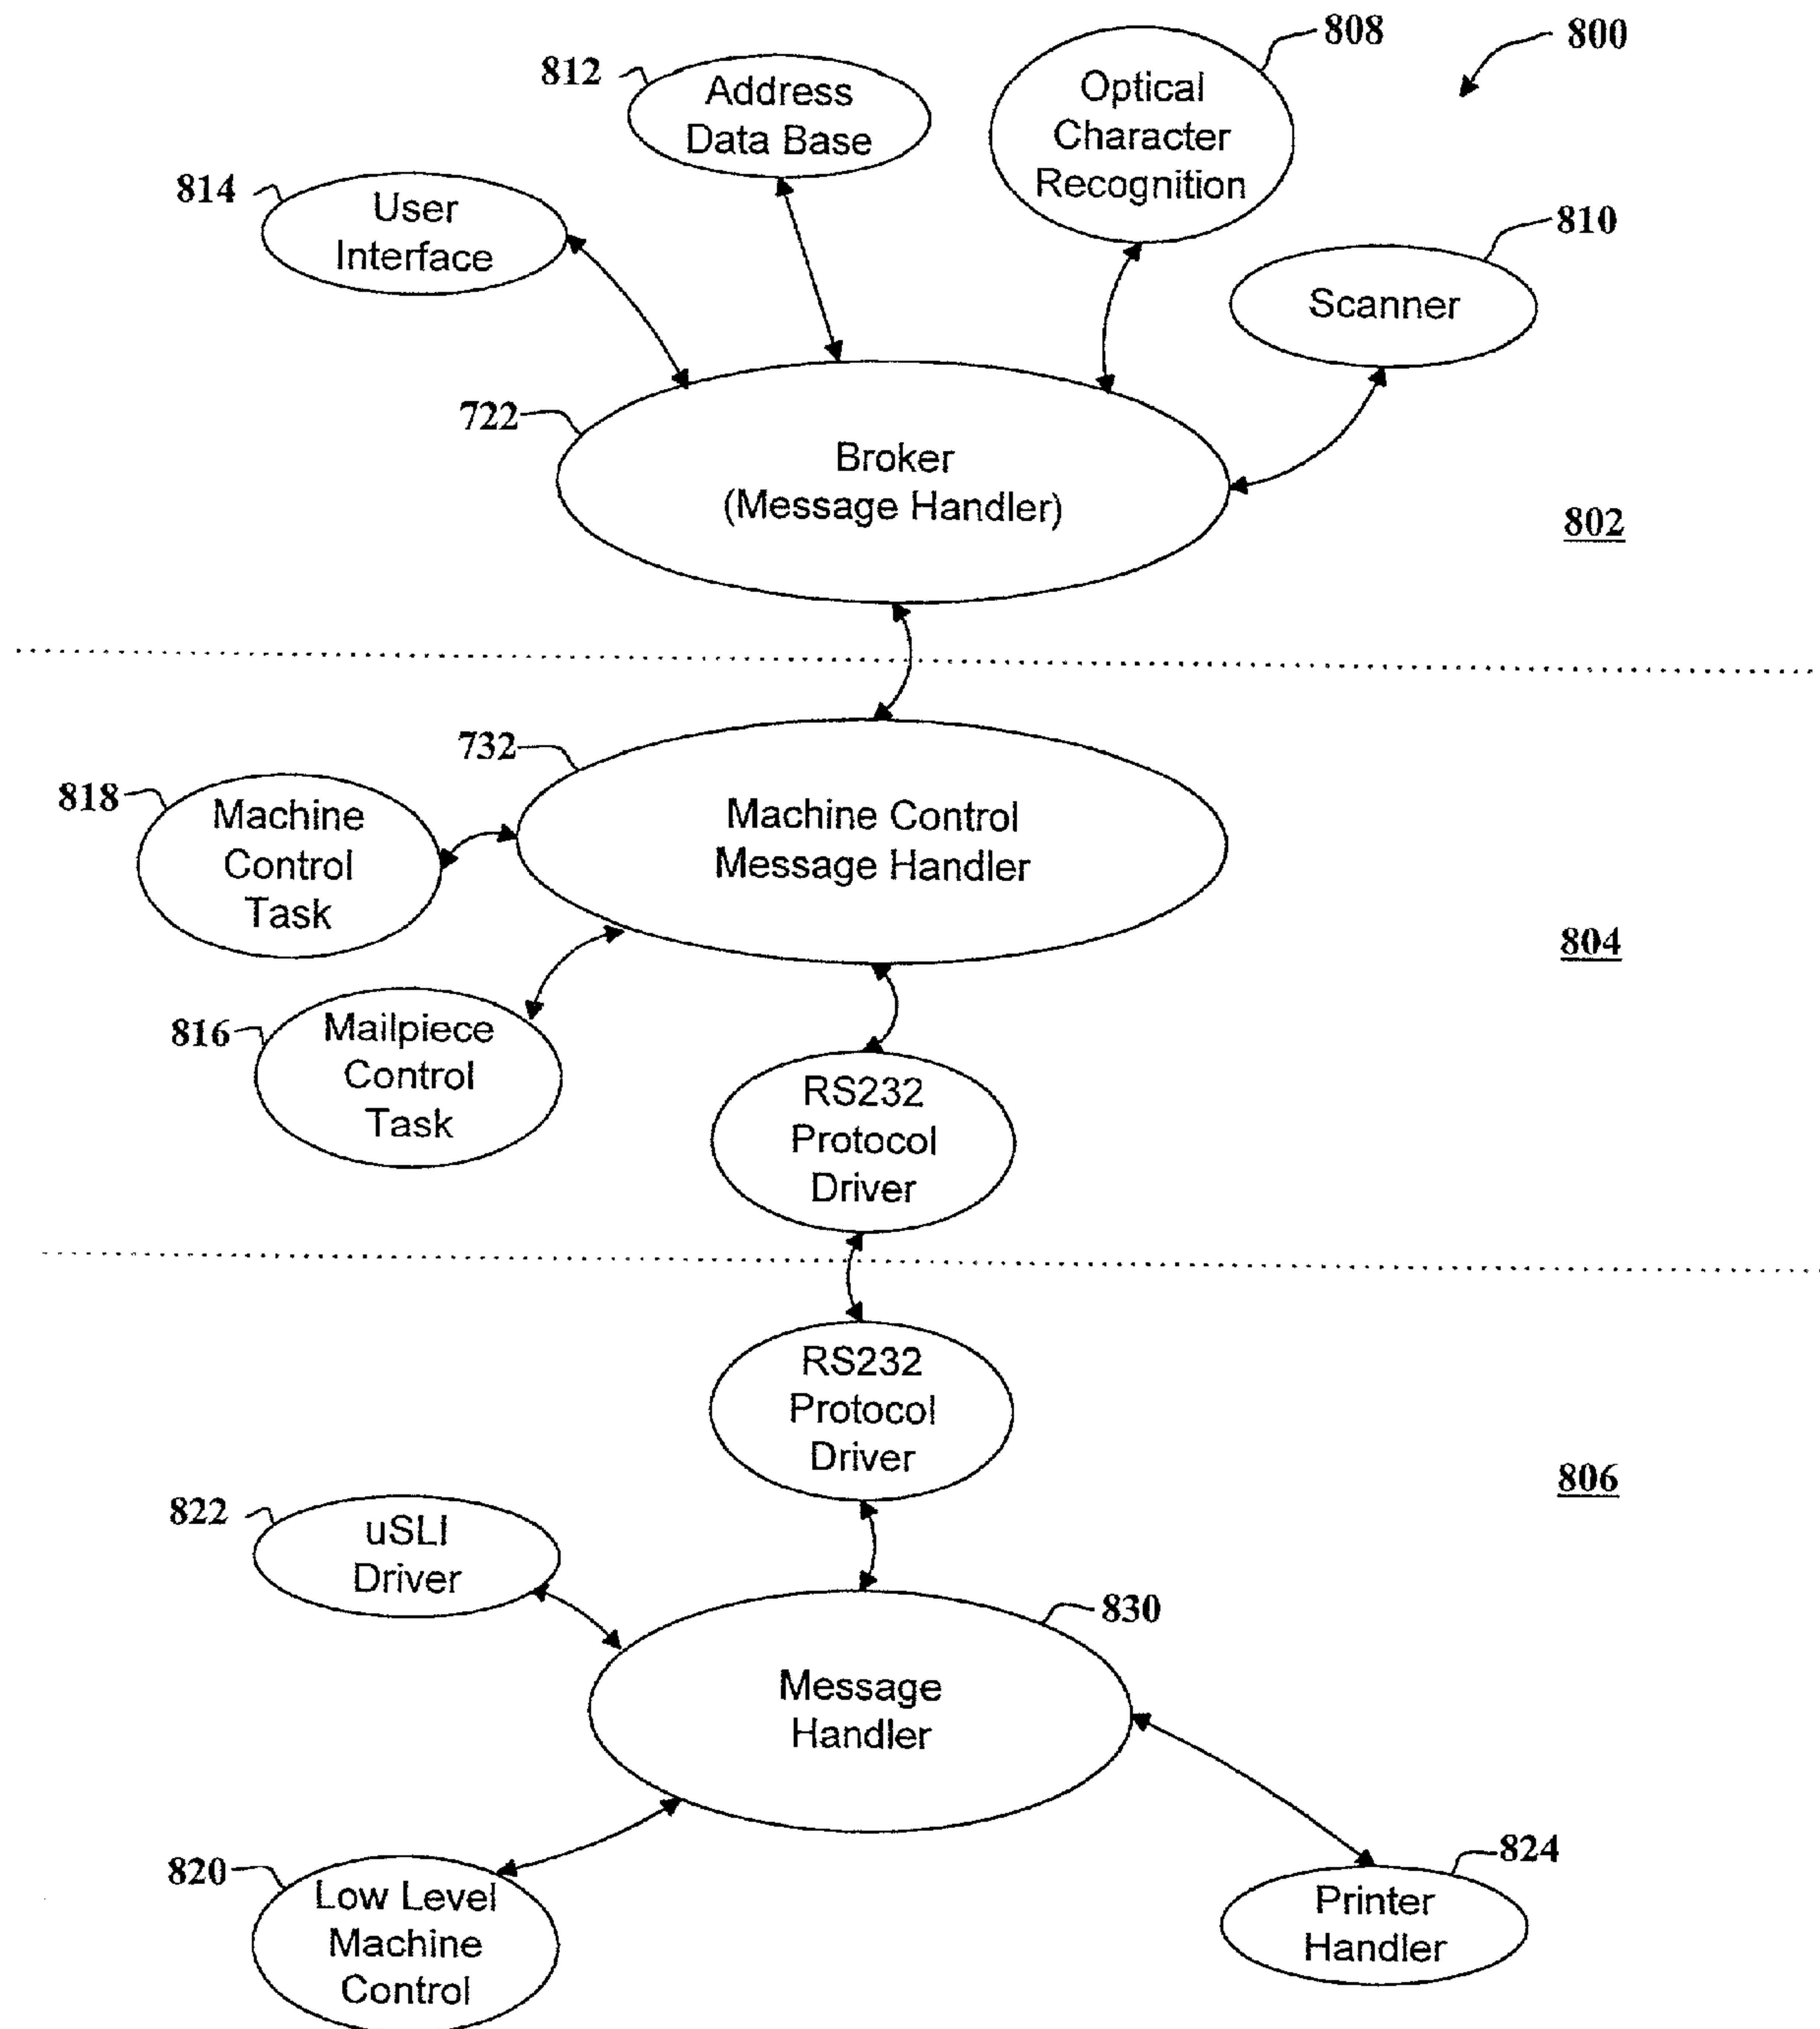 808
800
812
Address
Data Base
Optical
Character
Recognition
814
User
Interface
810
Scanner
722
Broker
(Message Handler)
802
732
818
Machine
Control
Task
Machine Control
Message Handler
804
816
Mailpiece
Control
Task
RS232
Protocol
Driver
RS232
Protocol
Driver
806
822
uSLI
Driver
830
Message
Handler
820
Low Level
Machine
Control
824
Printer
Handler